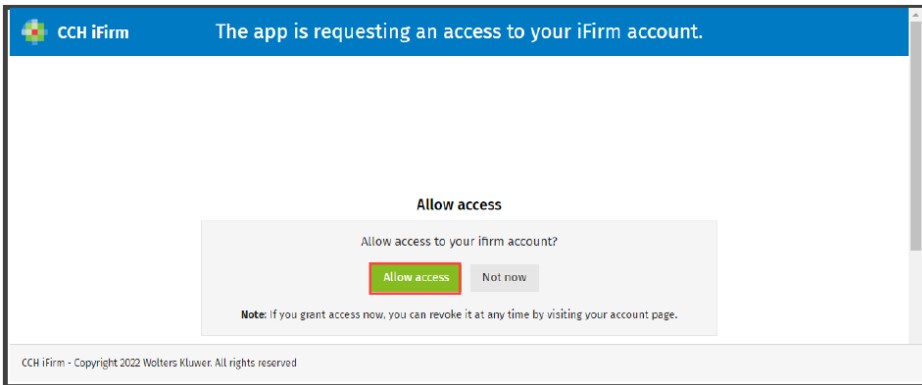 CCH iFirm
The app is requesting an access to your iFirm account.
Allow access
Allow access to your ifirm account?
Allow access
Not now
Note: If you grant access now, you can revoke it at any time by visiting your account page.
CCH iFirm - Copyright 2022 Wolters Kluwer. All rights reserved